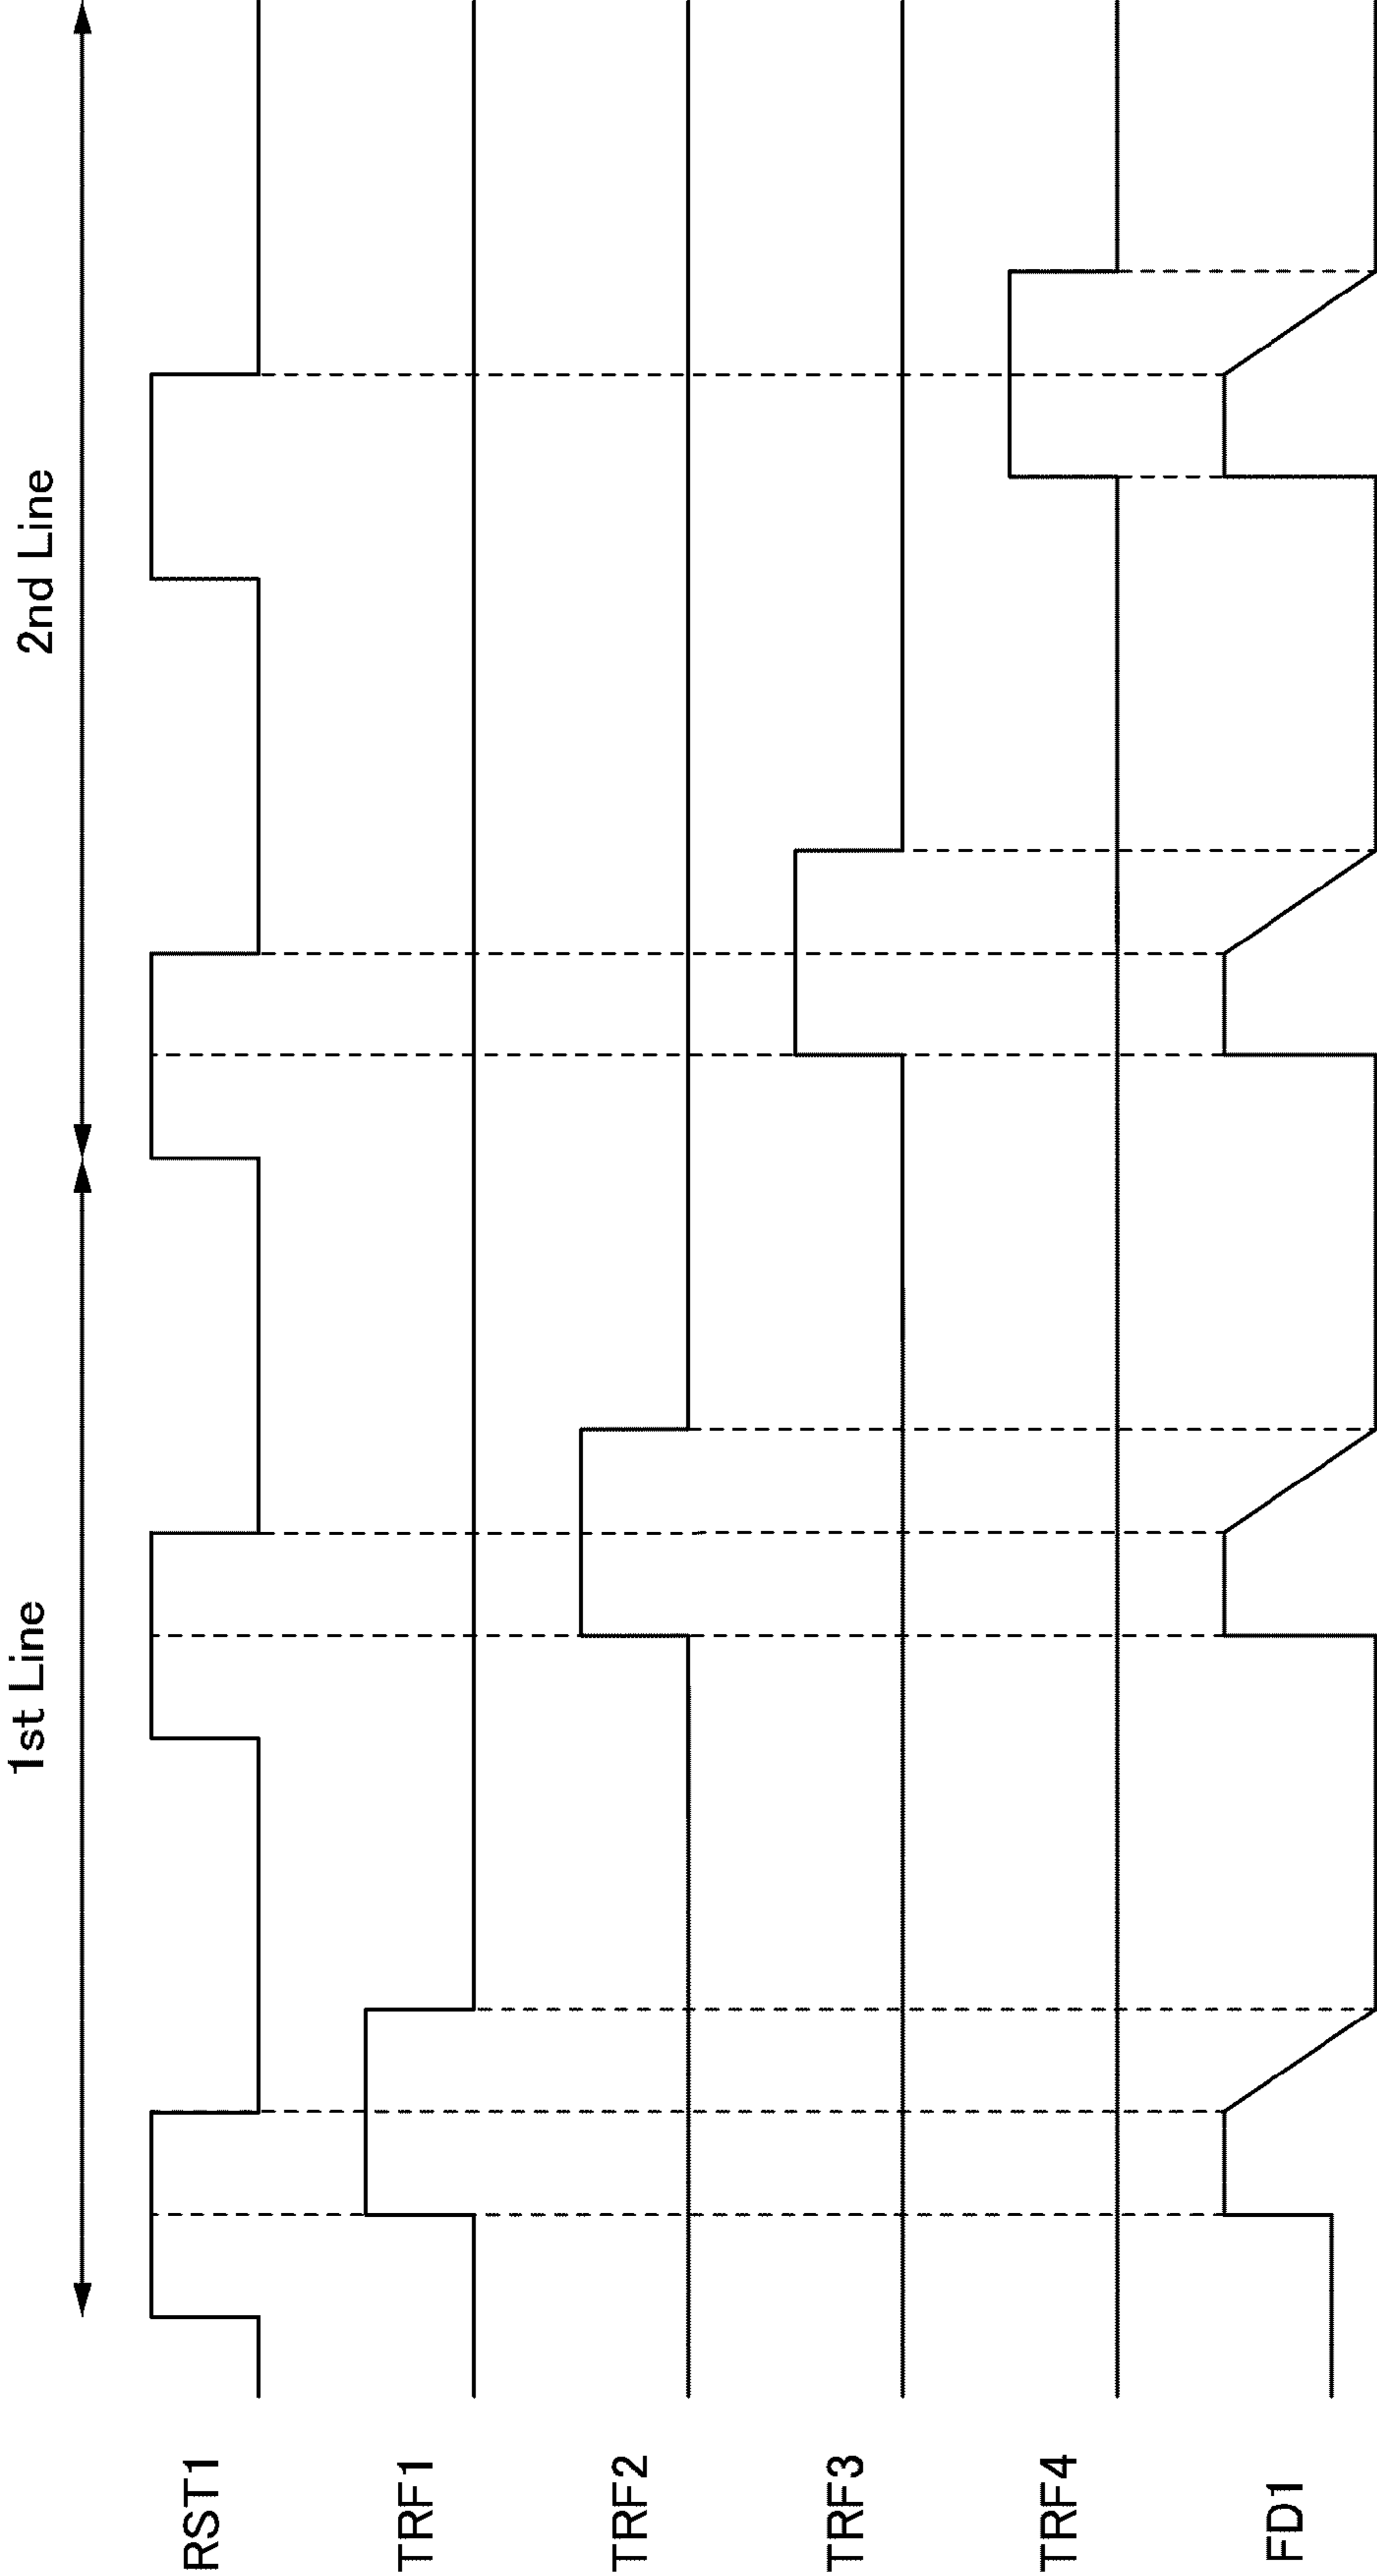 1st Line
2nd Line
RST1
TRF1
TRF2
TRF3
TRF4
FD1